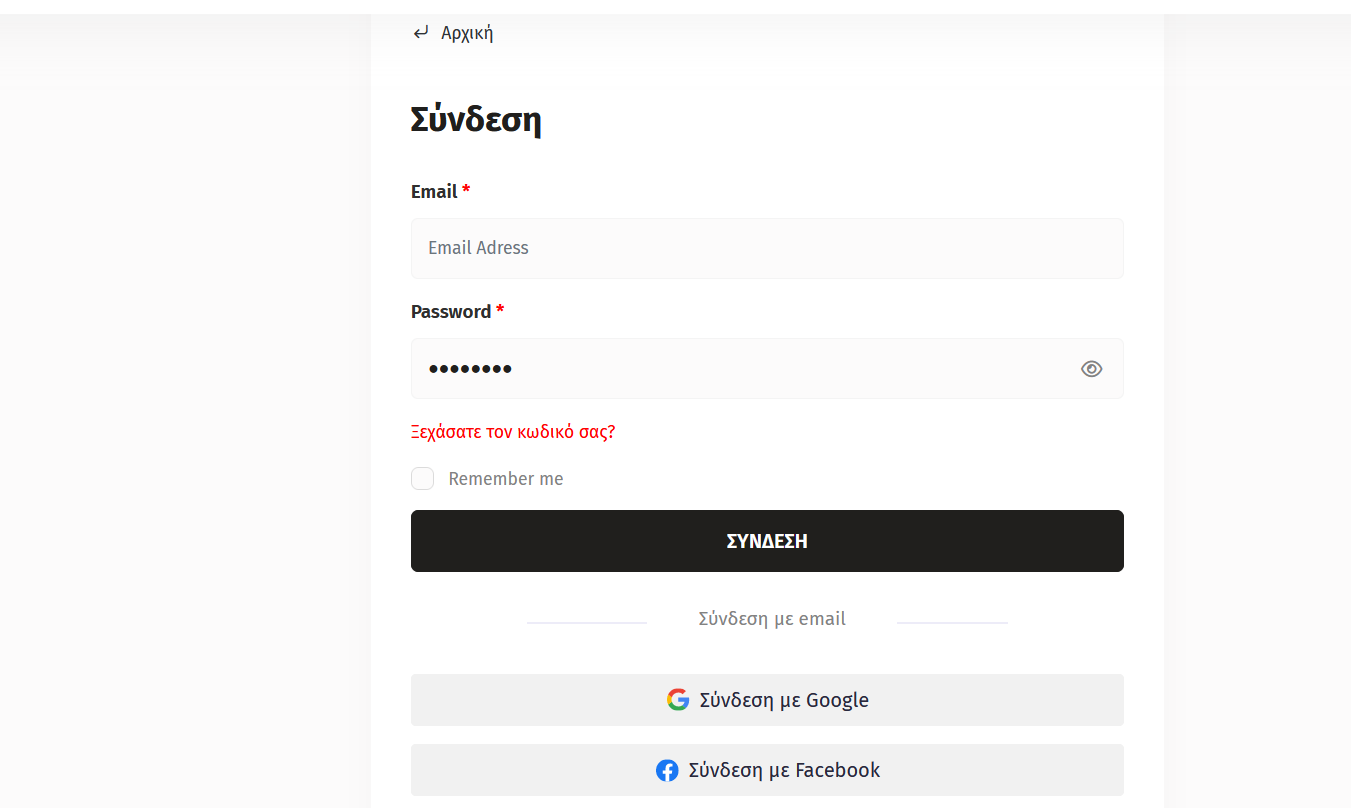 Αρχική
Σύνδεση
Email *
Email Adress
Password *
••••••••
Ξεχάσατε τον κωδικό σας?
Remember me
ΣΥΝΔΕΣΗ
Σύνδεση με email
Σύνδεση με Google
Σύνδεση με Facebook